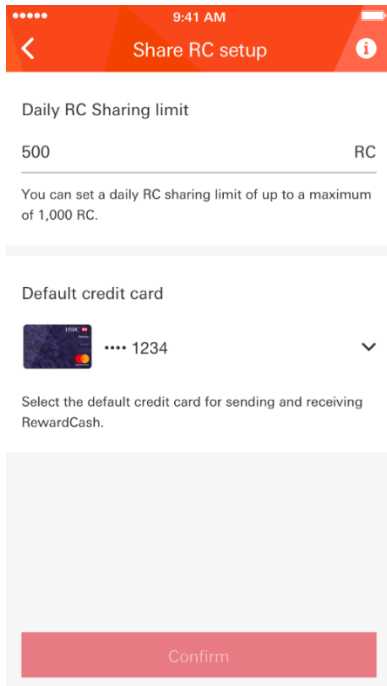 9:41 AM
Share RC setup
Daily RC Sharing limit
500 RC
You can set a daily RC sharing limit of up to a maximum
of 1,000 RC.
Default credit card
HSBC
•••• 1234
Select the default credit card for sending and receiving
RewardCash.
Confirm